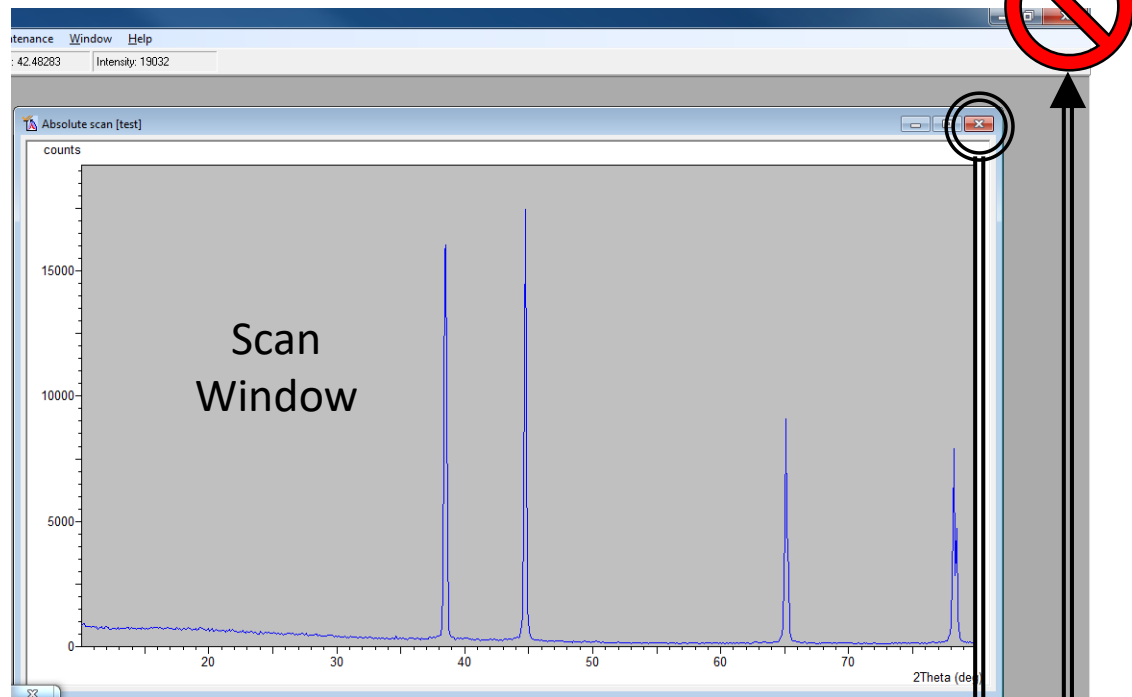 tenance Window Help
: 42.48283 Intensity: 19032
Absolute scan [test]
counts
15000
10000
5000
0
Scan
Window
20 30 40 50 60 70
2Theta (deg)